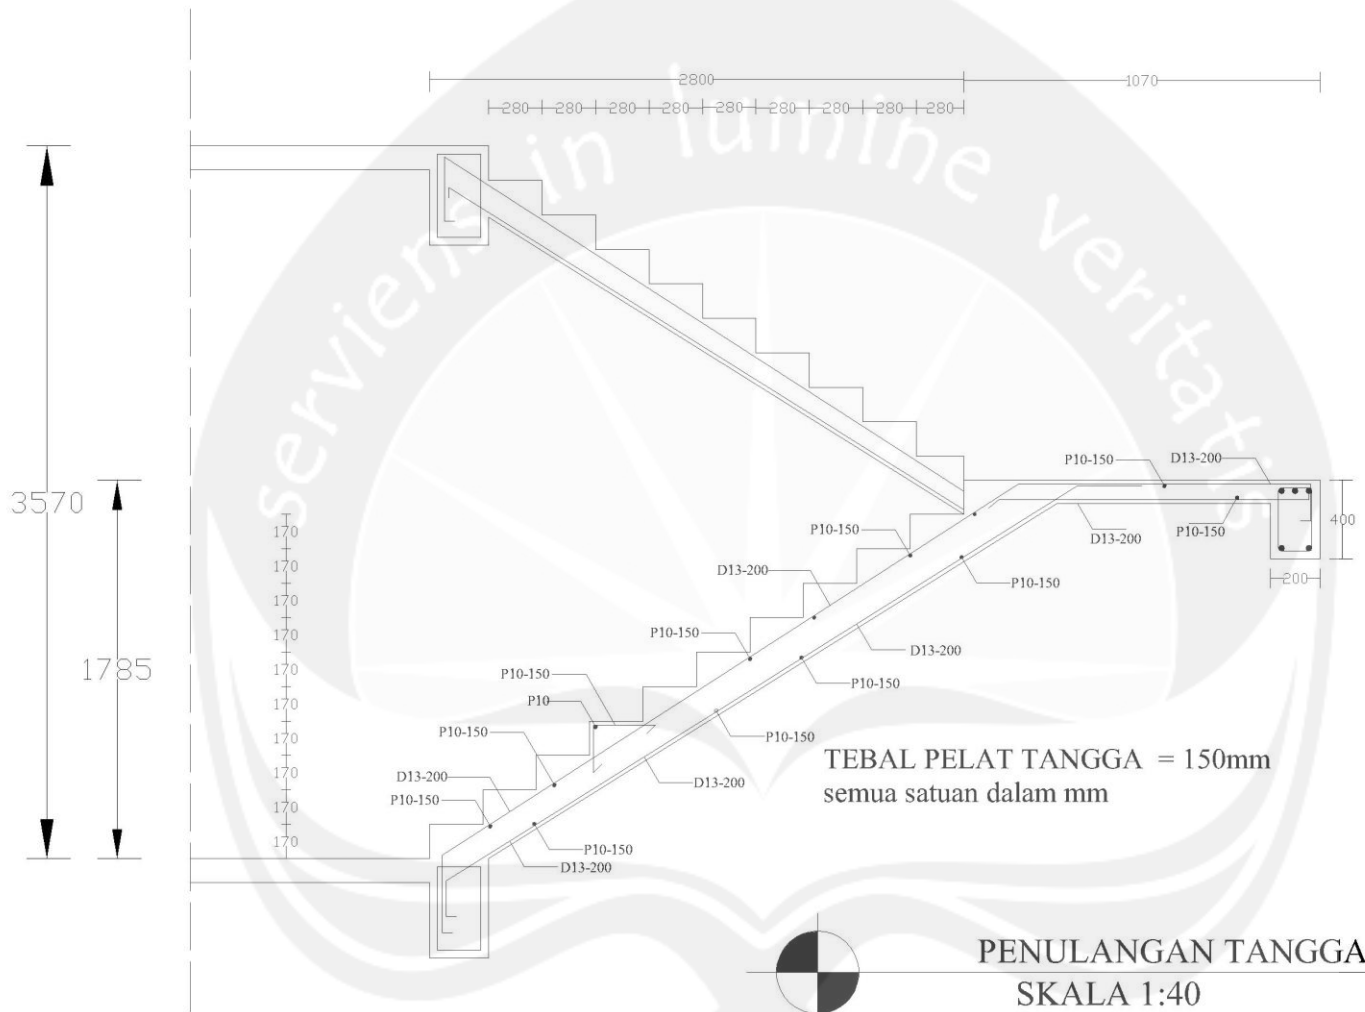 serviens in lumine veritatis
2800
1070
280 280 280 280 280 280 280 280 280
3570
1785
170
170
170
170
170
170
170
170
170
170
P10-150
D13-200
P10-150
D13-200
400
200
P10-150
D13-200
P10-150
P10-150
D13-200
P10-150
P10-150
P10
P10-150
P10-150
D13-200
D13-200
P10-150
P10-150
D13-200
TEBAL PELAT TANGGA = 150mm
semua satuan dalam mm
PENULANGAN TANGGA
SKALA 1:40